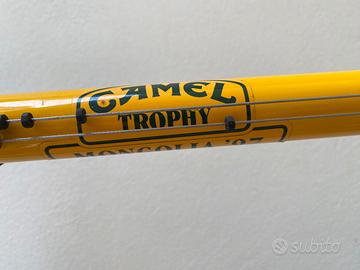 CAMEL
TROPHY
MONGOLIA '97
subito